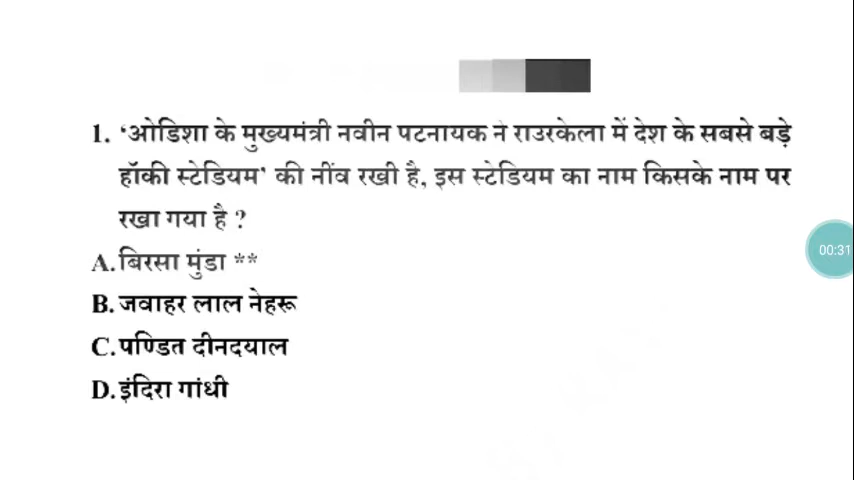 1. 'ओडिशा के मुख्यमंत्री नवीन पटनायक ने राउरकेला में देश के सबसे बड़े
हॉकी स्टेडियम' की नींव रखी है, इस स्टेडियम का नाम किसके नाम पर
रखा गया है ?
A. बिरसा मुंडा **
B. जवाहर लाल नेहरू
C. पण्डित दीनदयाल
D. इंदिरा गांधी
00:31